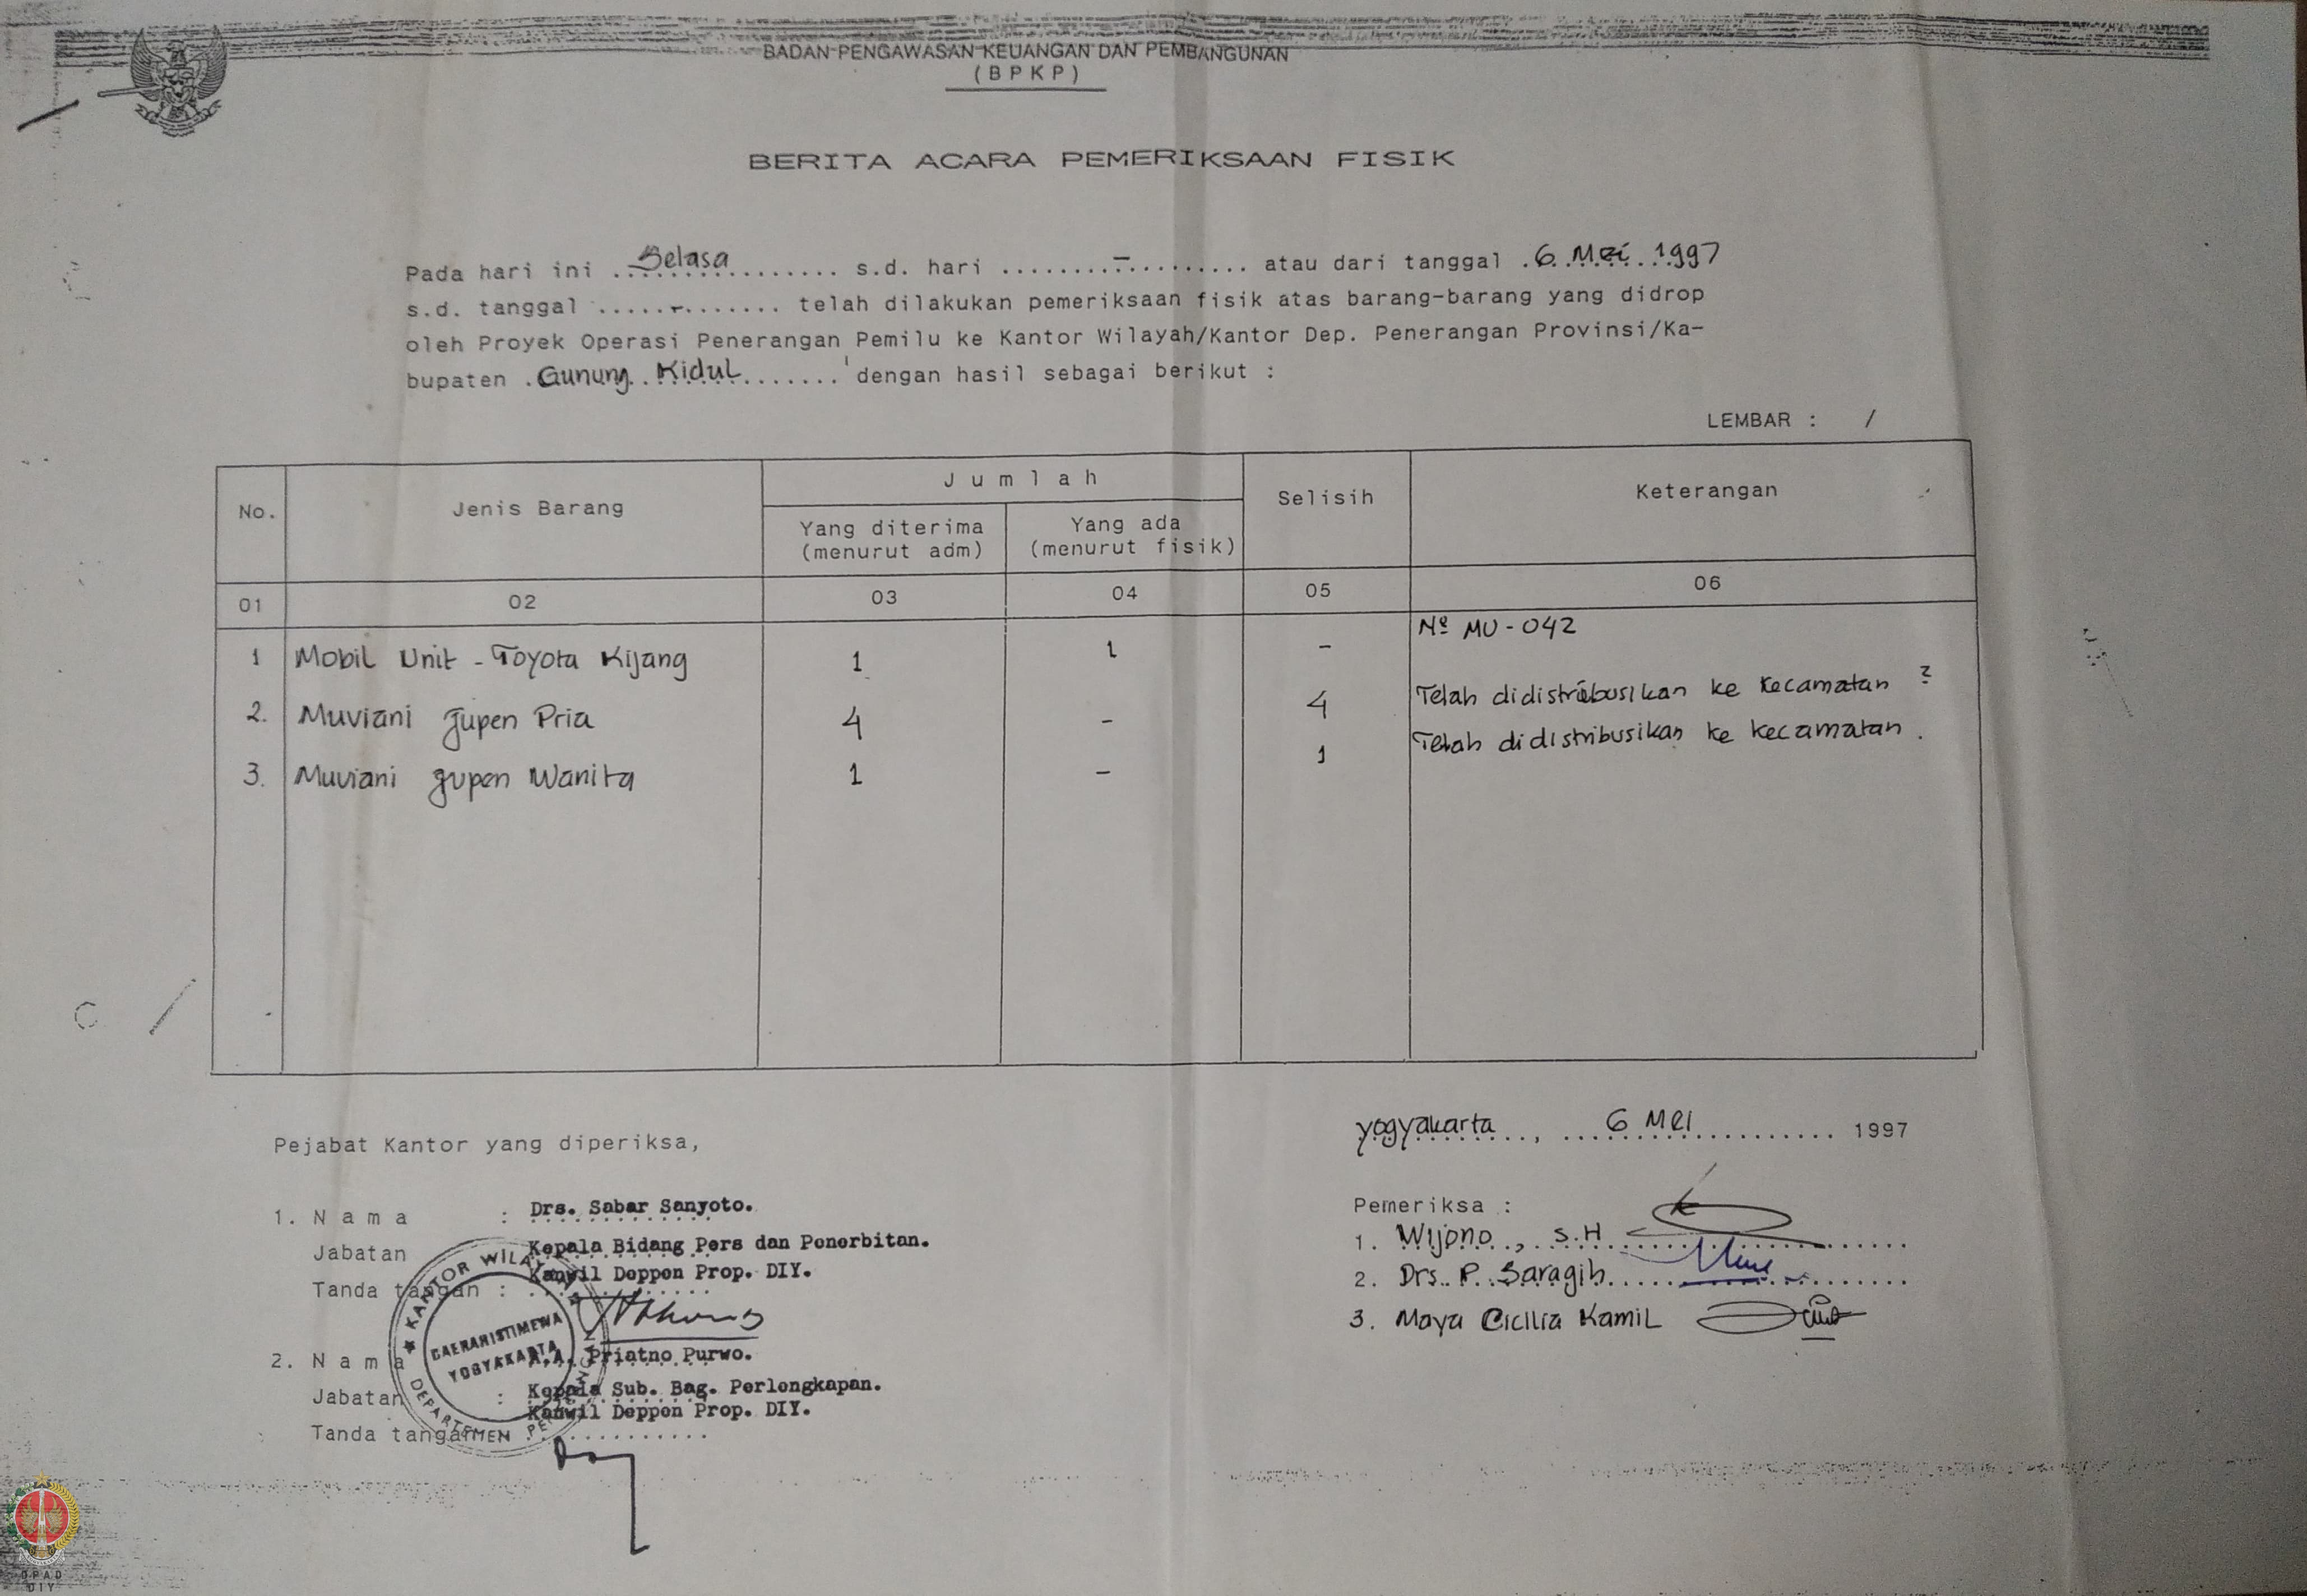 BADAN PENGAWASAN KEUANGAN DAN PEMBANGUNAN
(BPKP)
BERITA ACARA PEMERIKSAAN FISIK
Pada hari ini ..Selasa.............. s.d. hari .........-......... atau dari tanggal .6 Mei 1997
s.d. tanggal ......-....... telah dilakukan pemeriksaan fisik atas barang-barang yang didrop
oleh Proyek Operasi Penerangan Pemilu ke Kantor Wilayah/Kantor Dep. Penerangan Provinsi/Ka-
bupaten .Gunung Kidul......... dengan hasil sebagai berikut :
LEMBAR : /
No. Jenis Barang J u m l a h Selisih Keterangan
Yang diterima (menurut adm) Yang ada (menurut fisik)
01 02 03 04 05 06
1 Mobil Unit - Toyota Kijang 1 1 - Nº MU-042
2. Muviani Jupen Pria 4 - 4 Telah didistribusikan ke Kecamatan
3. Muviani Jupen Wanita 1 - 1 Telah didistribusikan ke kecamatan.
Yogyakarta ..., ... 6 Mei .............. 1997
Pejabat Kantor yang diperiksa,
1. N a m a : Drs. Sabar Sanyoto.
Jabatan Kepala Bidang Pers dan Penerbitan.
Kanwil Deppen Prop. DIY.
Tanda tangan :
2. N a m a A.A. Priatno Purwo.
Jabatan : Kepala Sub. Bag. Perlengkapan.
Kanwil Deppen Prop. DIY.
Tanda tangan
KANTOR WILAYAH
DAERAH ISTIMEWA
YOGYAKARTA
DEPARTEMEN PENERANGAN
Pemeriksa :
1. Wijono, S.H
2. Drs. P. Saragih
3. Maya Cicilia Kamil
DPAD
DIY